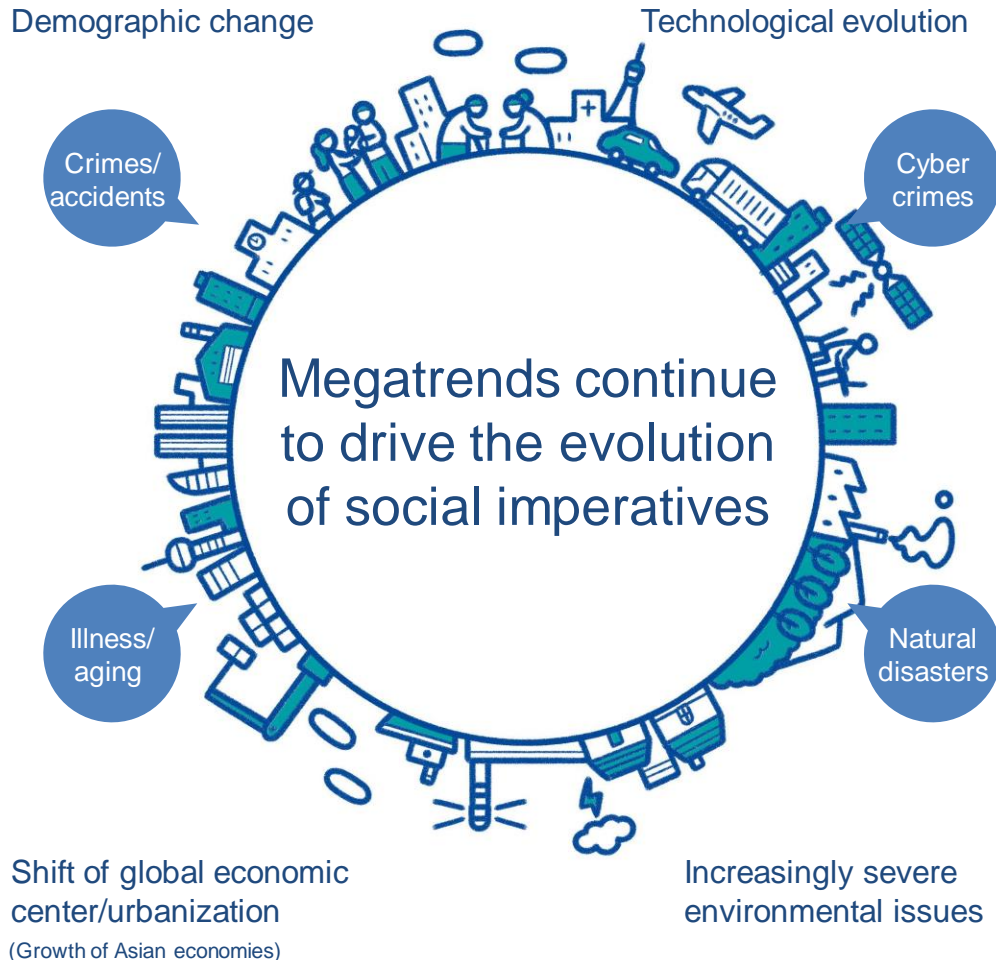 Demographic change
Technological evolution
Crimes/
accidents
Cyber
crimes
Megatrends continue
to drive the evolution
of social imperatives
Illness/
aging
Natural
disasters
Shift of global economic
center/urbanization
(Growth of Asian economies)
Increasingly severe
environmental issues